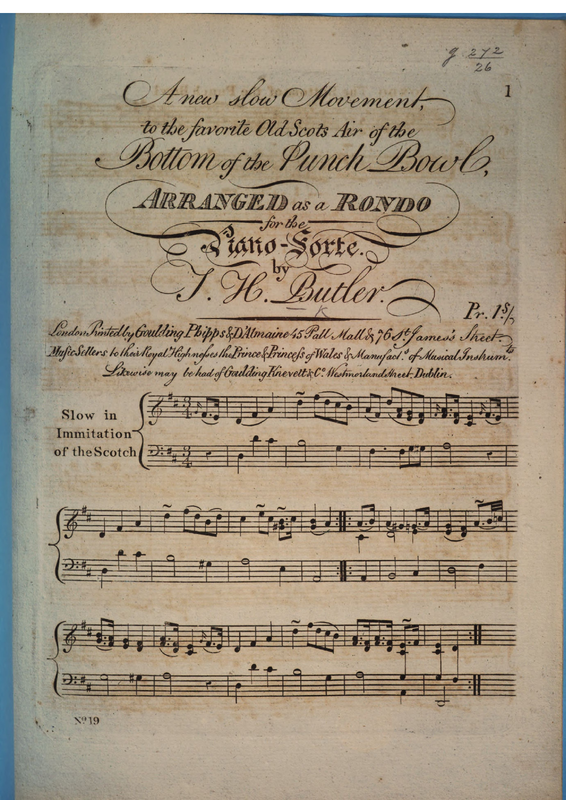 g. 272
26
1
A new slow Movement,
to the favorite Old Scots Air of the
Bottom of the Punch Bowl,
ARRANGED as a RONDO
for the
Piano-Forte.
by
T. H. Butler.
Pr. 1s/
London Printed by Goulding Phipps & D'Almaine 45 Pall Mall & 76 St. James's Street.
Music Sellers to their Royal Highnesses the Prince & Princess of Wales & Manufact.rs of Musical Instrum.ts
Likewise may be had of Gaulding Knevett & Co. Westmorland street, Dublin.
Slow in
Immitation
of the Scotch
No 19